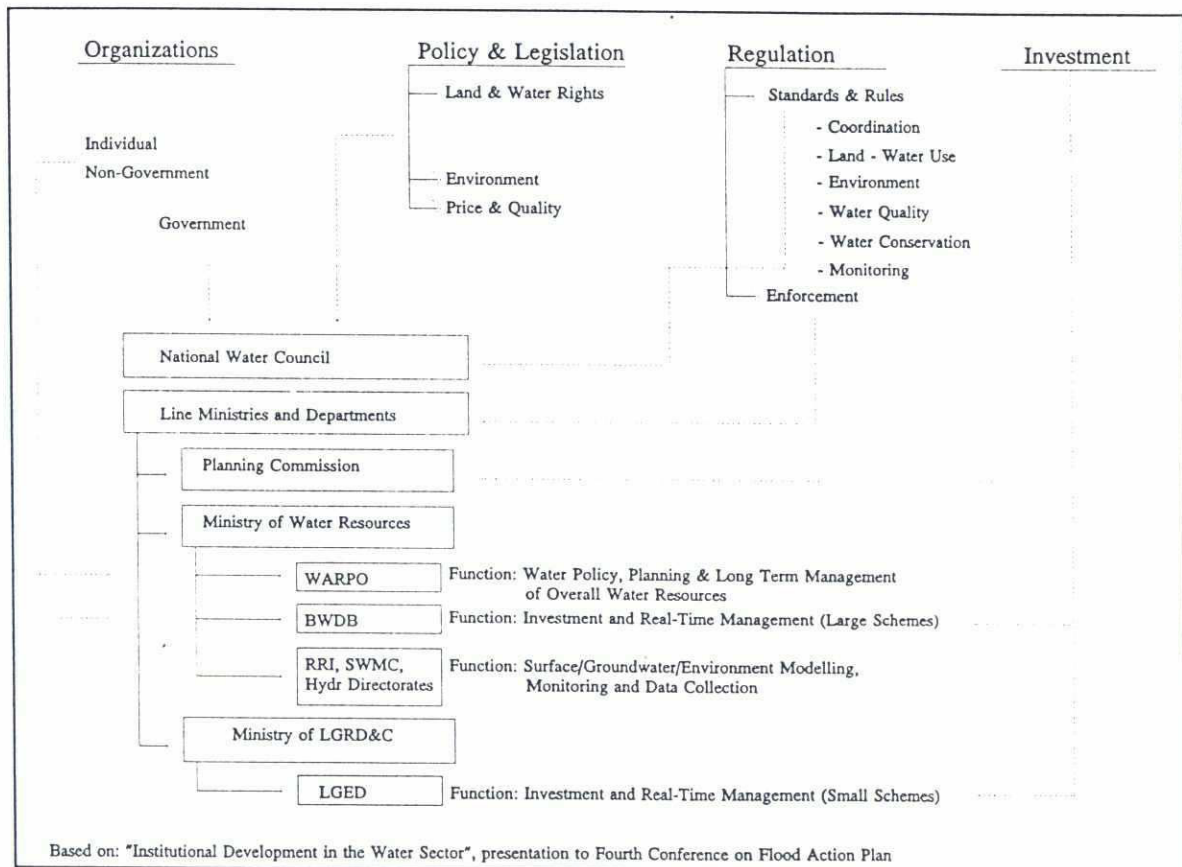 Organizations
Policy & Legislation
Regulation
Investment
Land & Water Rights
Standards & Rules
- Coordination
Individual
- Land - Water Use
Non-Government
Environment
- Environment
Price & Quality
- Water Quality
Government
- Water Conservation
- Monitoring
Enforcement
National Water Council
Line Ministries and Departments
Planning Commission
Ministry of Water Resources
WARPO
Function: Water Policy, Planning & Long Term Management
of Overall Water Resources
BWDB
Function: Investment and Real-Time Management (Large Schemes)
RRI, SWMC,
Hydr Directorates
Function: Surface/Groundwater/Environment Modelling,
Monitoring and Data Collection
Ministry of LGRD&C
LGED
Function: Investment and Real-Time Management (Small Schemes)
Based on: "Institutional Development in the Water Sector", presentation to Fourth Conference on Flood Action Plan